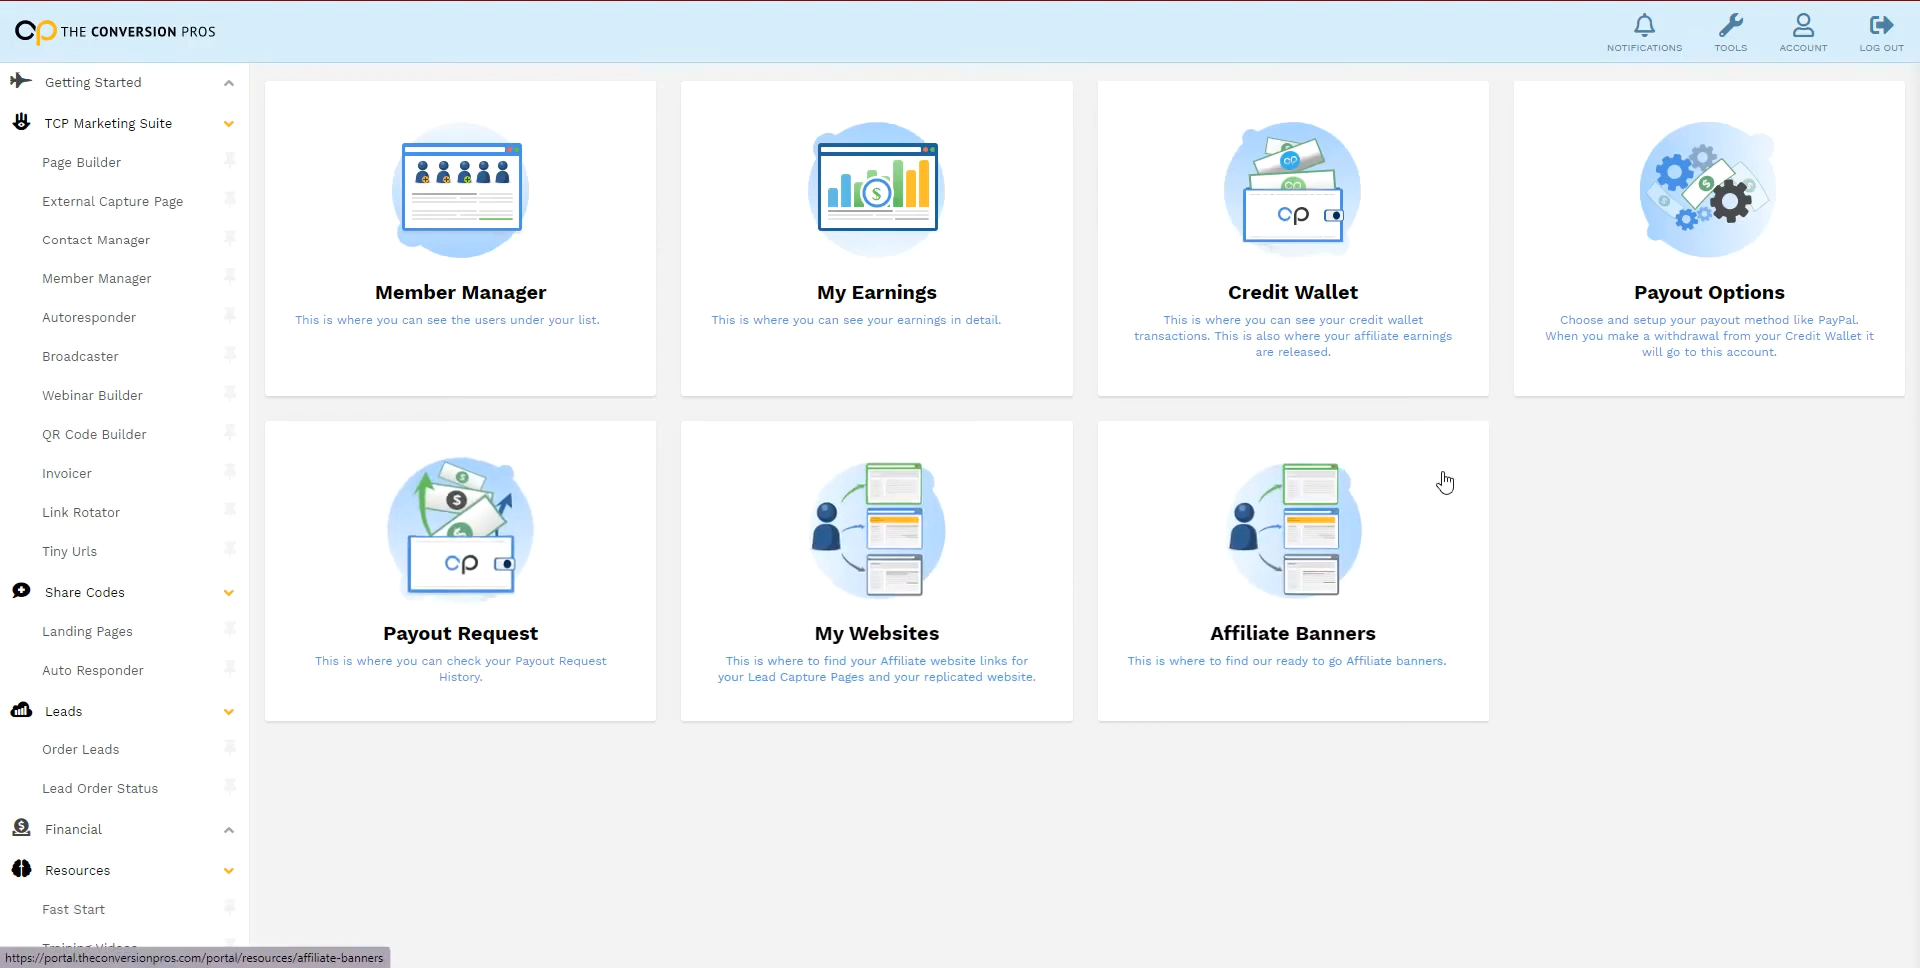 cp THE CONVERSION PROS
NOTIFICATIONS
TOOLS
ACCOUNT
LOG OUT
Getting Started
TCP Marketing Suite
Page Builder
External Capture Page
Contact Manager
Member Manager
Autoresponder
Broadcaster
Webinar Builder
QR Code Builder
Invoicer
Link Rotator
Tiny Urls
Share Codes
Landing Pages
Auto Responder
Leads
Order Leads
Lead Order Status
Financial
Resources
Fast Start
Training Videos
https://portal.theconversionpros.com/portal/resources/affiliate-banners
Member Manager
This is where you can see the users under your list.
$
My Earnings
This is where you can see your earnings in detail.
cp
cp
cp
Credit Wallet
This is where you can see your credit wallet
transactions. This is also where your affiliate earnings
are released.
$
Payout Options
Choose and setup your payout method like PayPal.
When you make a withdrawal from your Credit Wallet it
will go to this account.
$
$
cp
Payout Request
This is where you can check your Payout Request
History.
My Websites
This is where to find your Affiliate website links for
your Lead Capture Pages and your replicated website.
Affiliate Banners
This is where to find our ready to go Affiliate banners.